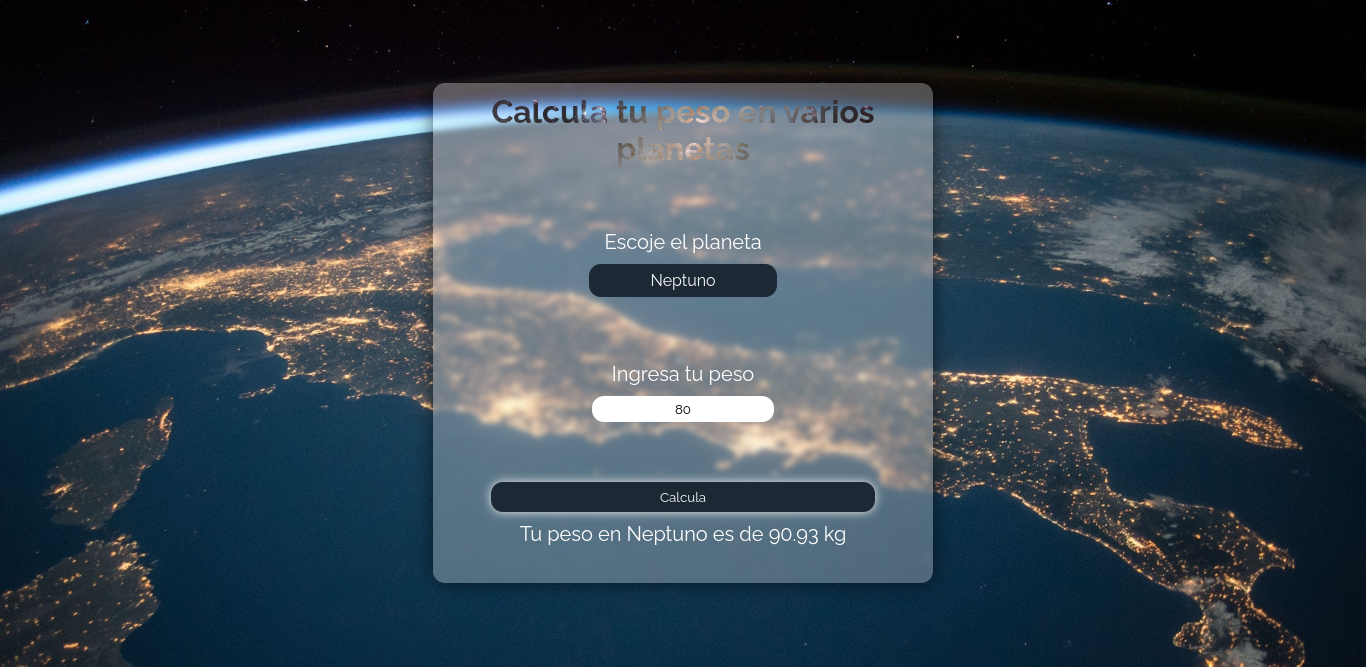 Calcula tu peso en varios
planetas
Escoje el planeta
Neptuno
Ingresa tu peso
80
Calcula
Tu peso en Neptuno es de 90.93 kg